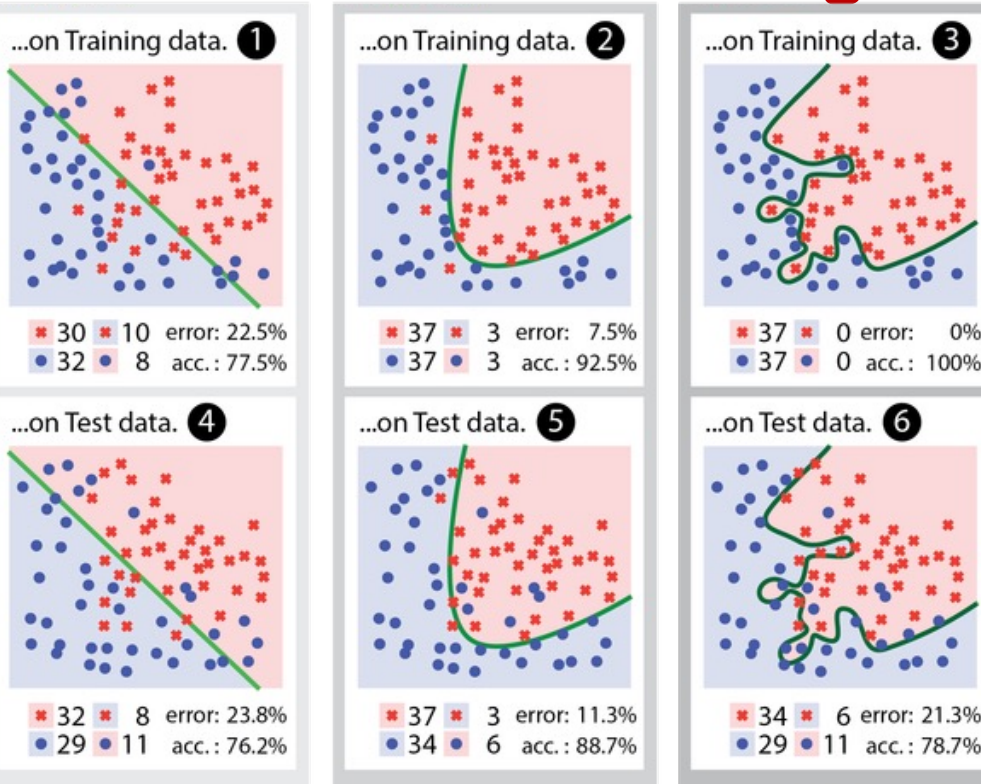 ...on Training data. 1
30 10 error: 22.5%
32 8 acc.: 77.5%
...on Training data. 2
37 3 error: 7.5%
37 3 acc.: 92.5%
...on Training data. 3
37 0 error: 0%
37 0 acc.: 100%
...on Test data. 4
32 8 error: 23.8%
29 11 acc.: 76.2%
...on Test data. 5
37 3 error: 11.3%
34 6 acc.: 88.7%
...on Test data. 6
34 6 error: 21.3%
29 11 acc.: 78.7%